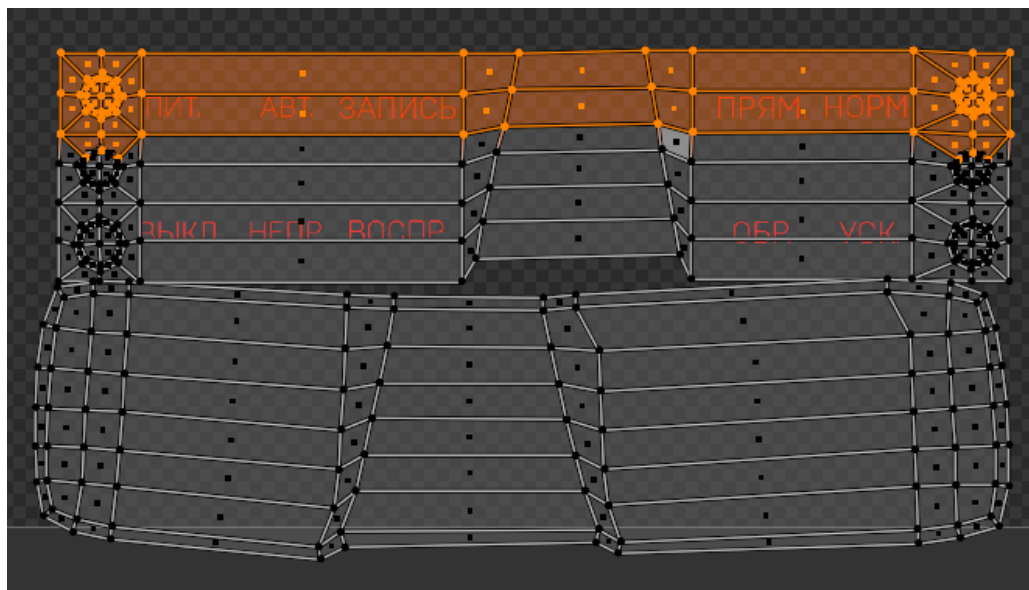 ПИТ. АВТ. ЗАПИСЬ ПРЯМ. НОРМ
ВЫКЛ НЕПР ВОСПР. ОБР. УСК.